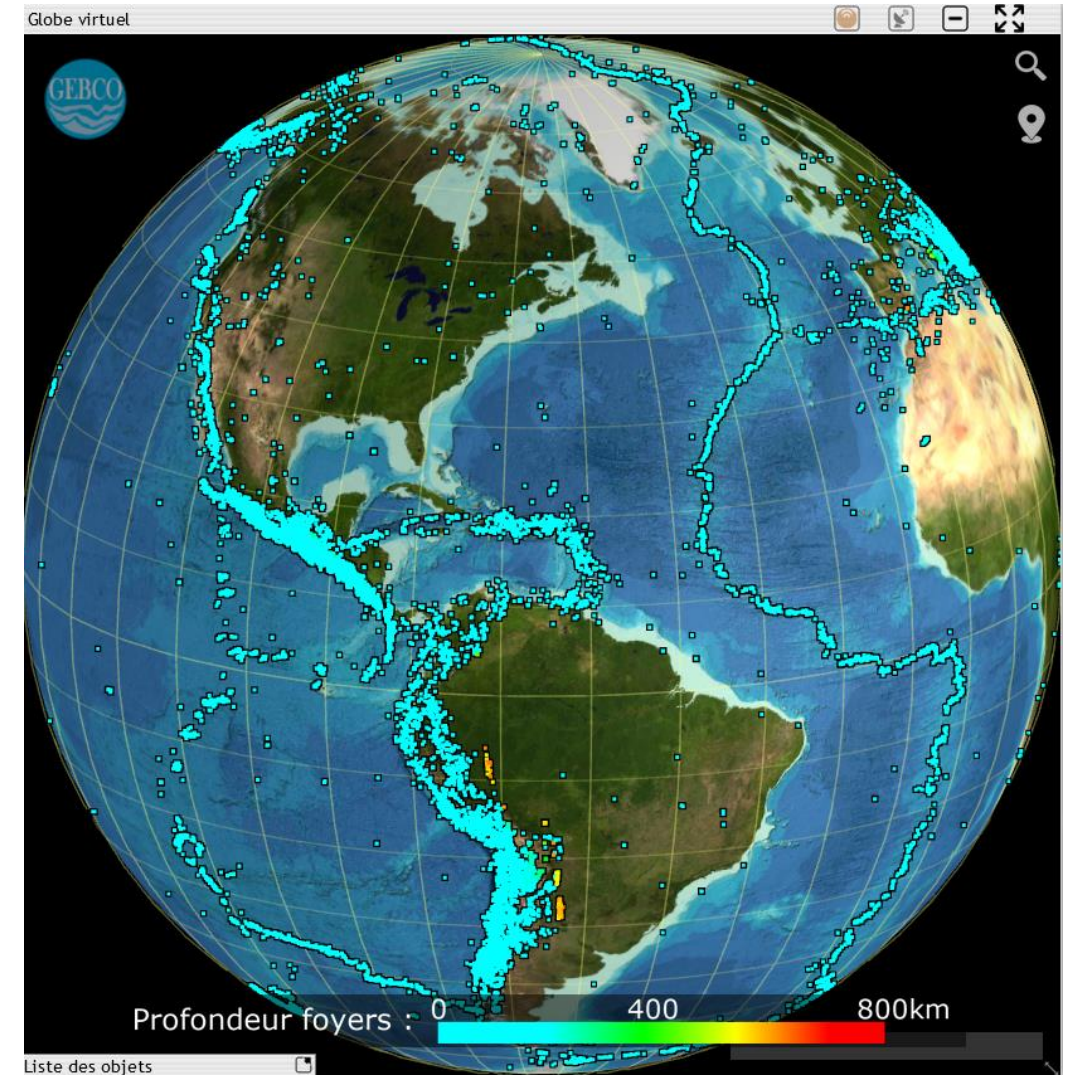 Globe virtuel
GEBCO
Profondeur foyers :
0 400 800km
Liste des objets